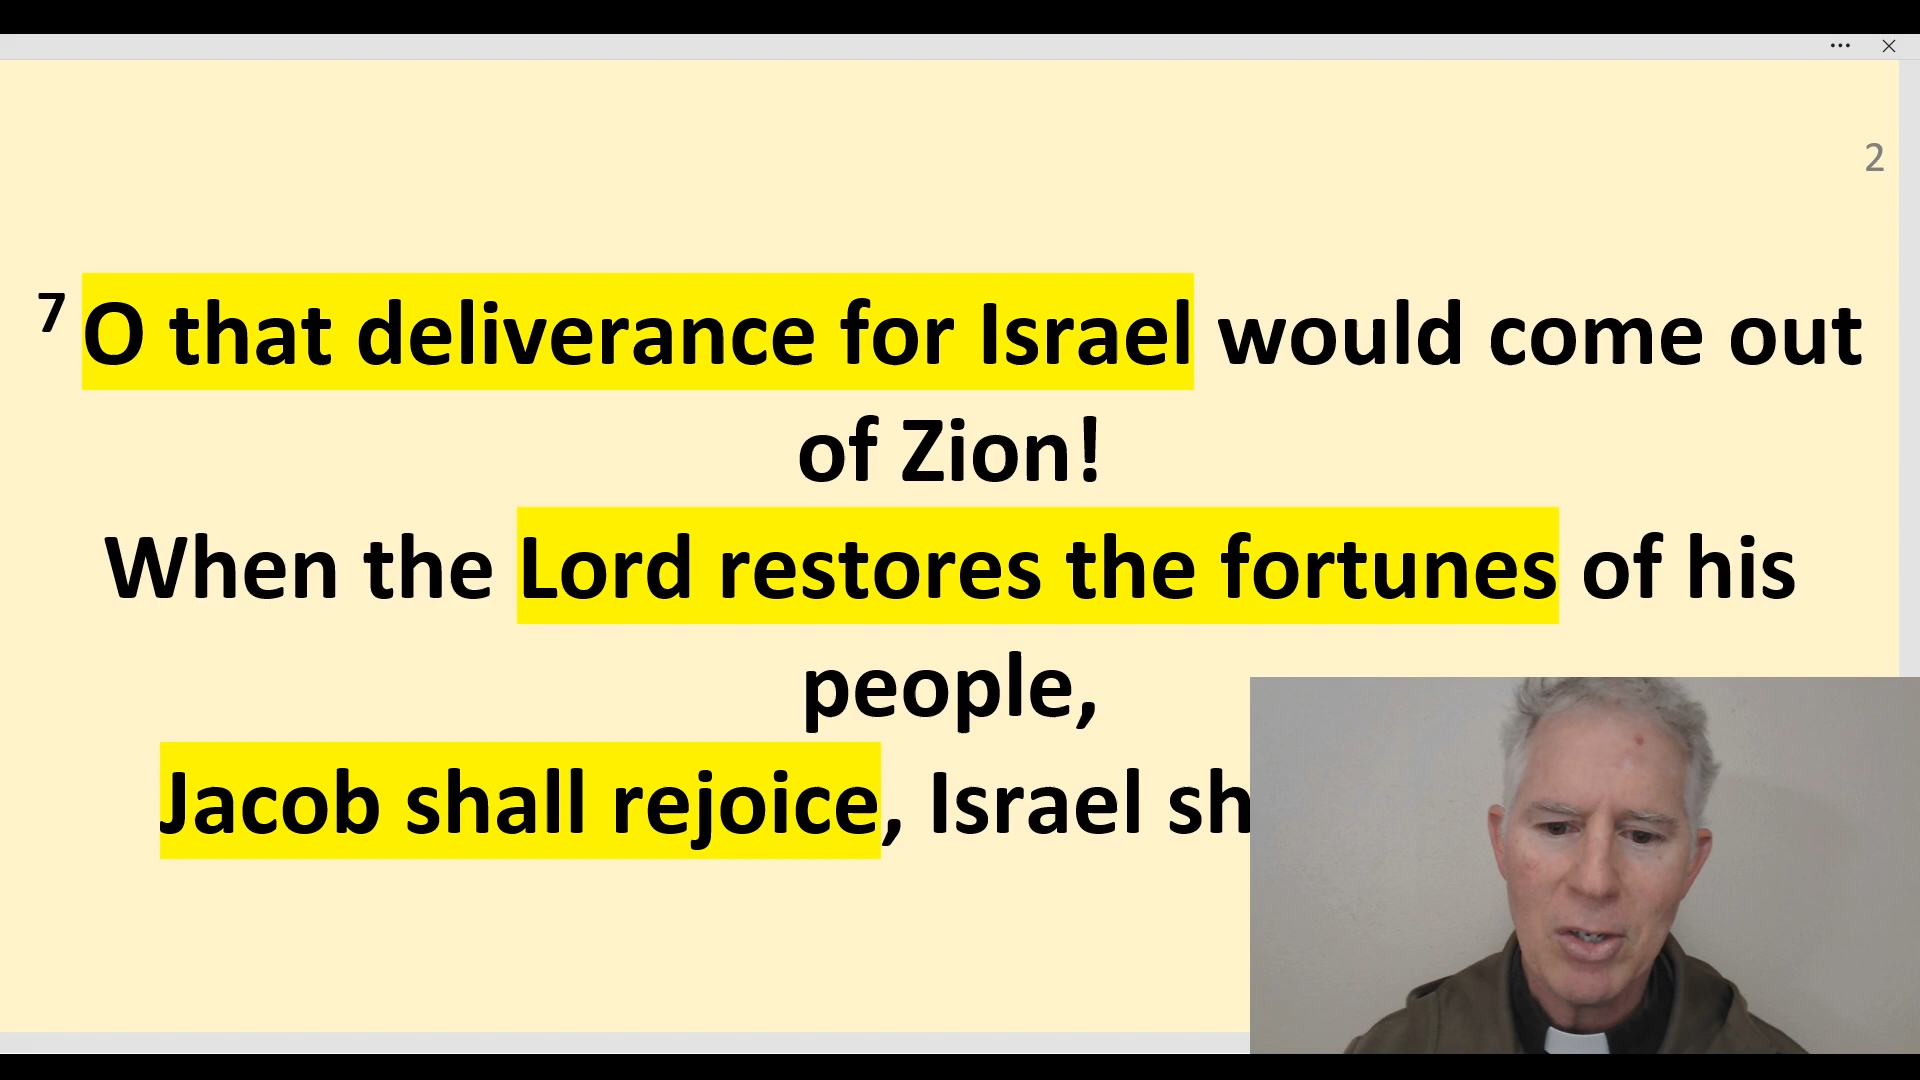 2
7 O that deliverance for Israel would come out
of Zion!
When the Lord restores the fortunes of his
people,
Jacob shall rejoice, Israel